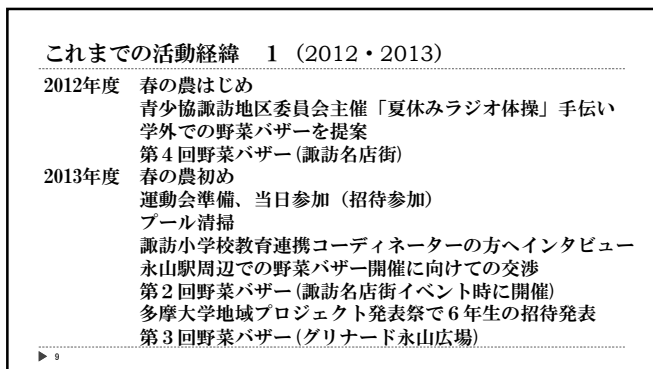 これまでの活動経緯　１（2012・2013）
2012年度　春の農はじめ
青少協諏訪地区委員会主催「夏休みラジオ体操」手伝い
学外での野菜バザーを提案
第４回野菜バザー(諏訪名店街)
2013年度　春の農初め
運動会準備、当日参加（招待参加）
プール清掃
諏訪小学校教育連携コーディネーターの方へインタビュー
永山駅周辺での野菜バザー開催に向けての交渉
第２回野菜バザー(諏訪名店街イベント時に開催)
多摩大学地域プロジェクト発表祭で６年生の招待発表
第３回野菜バザー(グリナード永山広場)
9